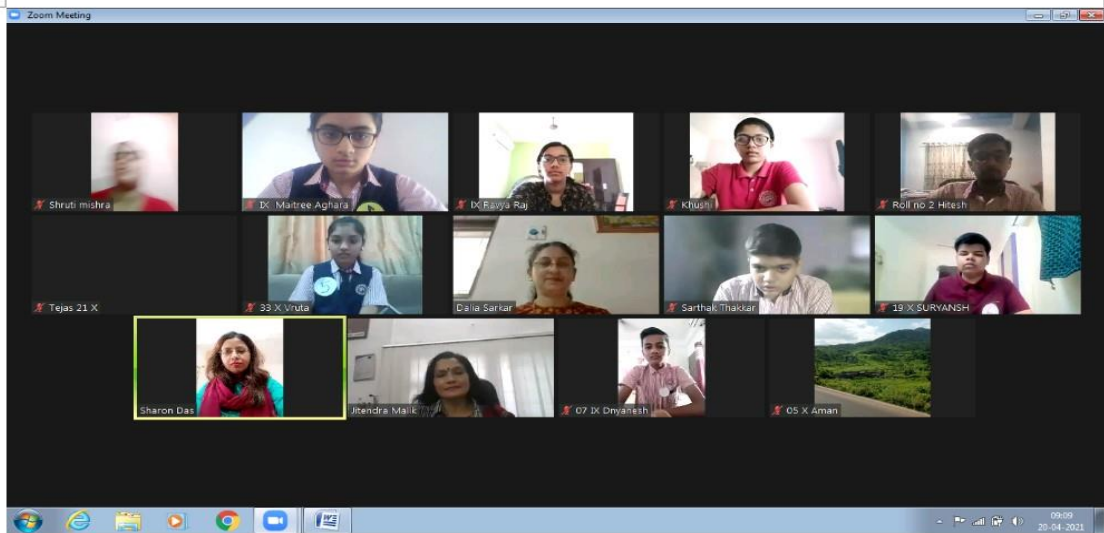 Zoom Meeting
Shruti mishra
IX Maitree Aghara
IX Ravya Raj
Khushi
Roll no 2 Hitesh
Tejas 21 X
33 X Vruta
Dalia Sarkar
Sarthak Thakkar
19 X SURYANSH
Sharon Das
Jitendra Malik
07 IX Dnyanesh
05 X Aman
09:09
20-04-2021